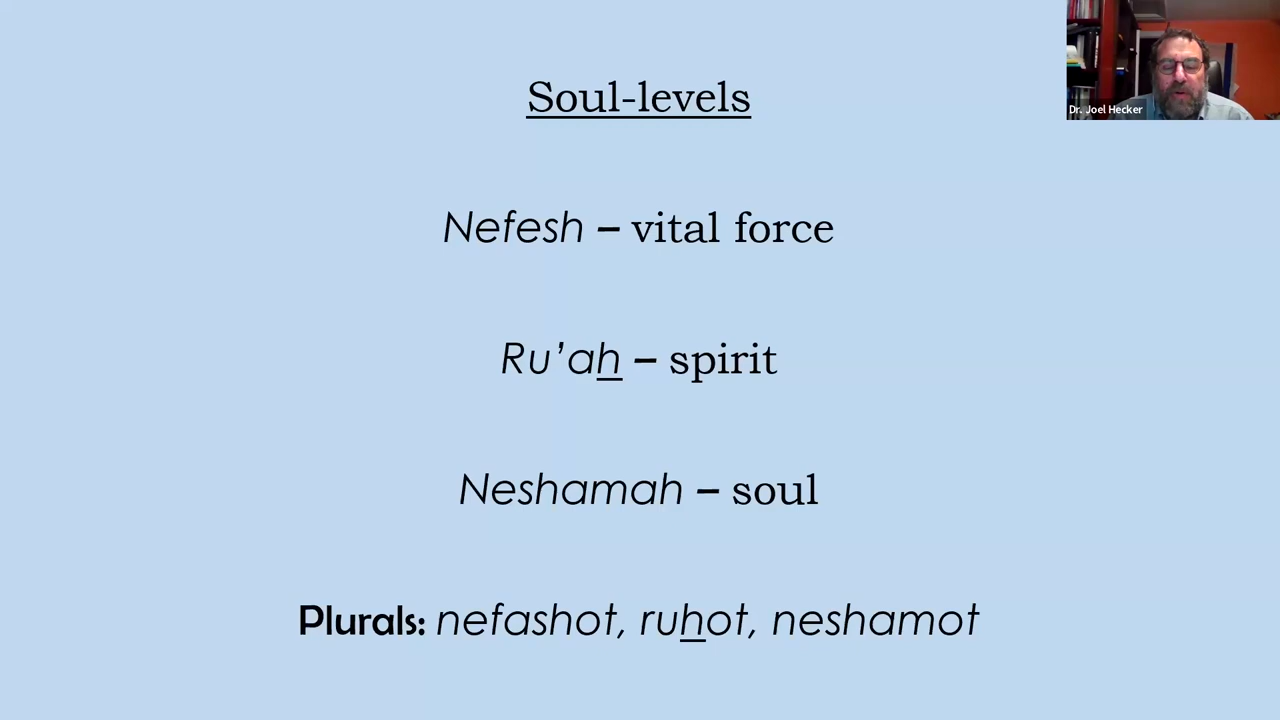 Soul-levels
Dr. Joel Hecker
Nefesh – vital force
Ru’ah – spirit
Neshamah – soul
Plurals: nefashot, ruhot, neshamot